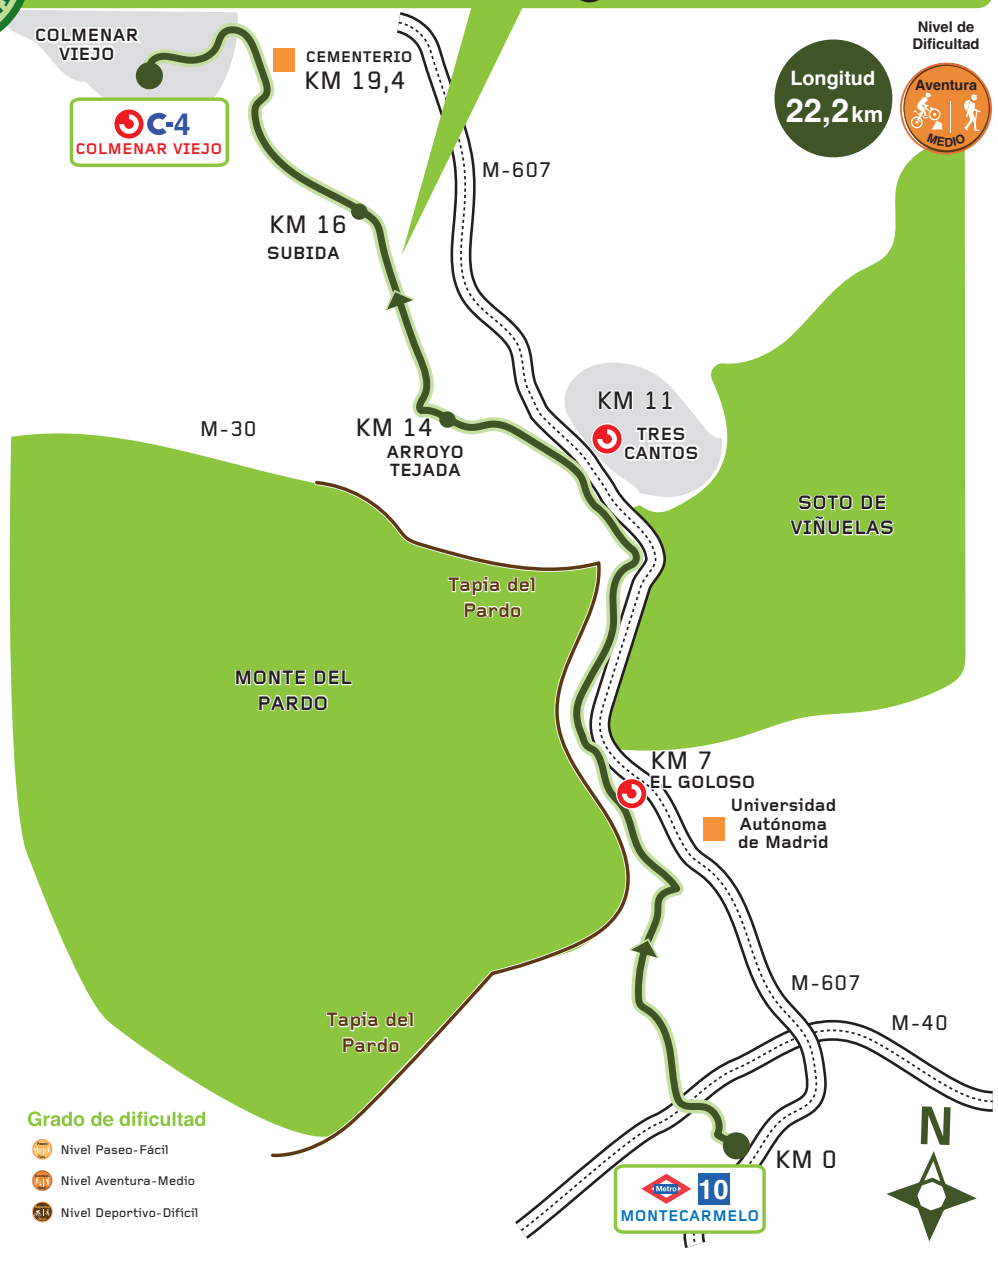 COLMENAR
VIEJO
CEMENTERIO
KM 19,4
C-4
COLMENAR VIEJO
Nivel de
Dificultad
Longitud
22,2 km
Aventura
MEDIO
M-607
KM 16
SUBIDA
KM 11
TRES
CANTOS
M-30
KM 14
ARROYO
TEJADA
SOTO DE
VIÑUELAS
Tapia del
Pardo
MONTE DEL
PARDO
KM 7
EL GOLOSO
Universidad
Autónoma
de Madrid
M-607
M-40
Tapia del
Pardo
Grado de dificultad
Nivel Paseo-Fácil
Nivel Aventura-Medio
Nivel Deportivo-Difícil
N
KM 0
Metro
10
MONTECARMELO